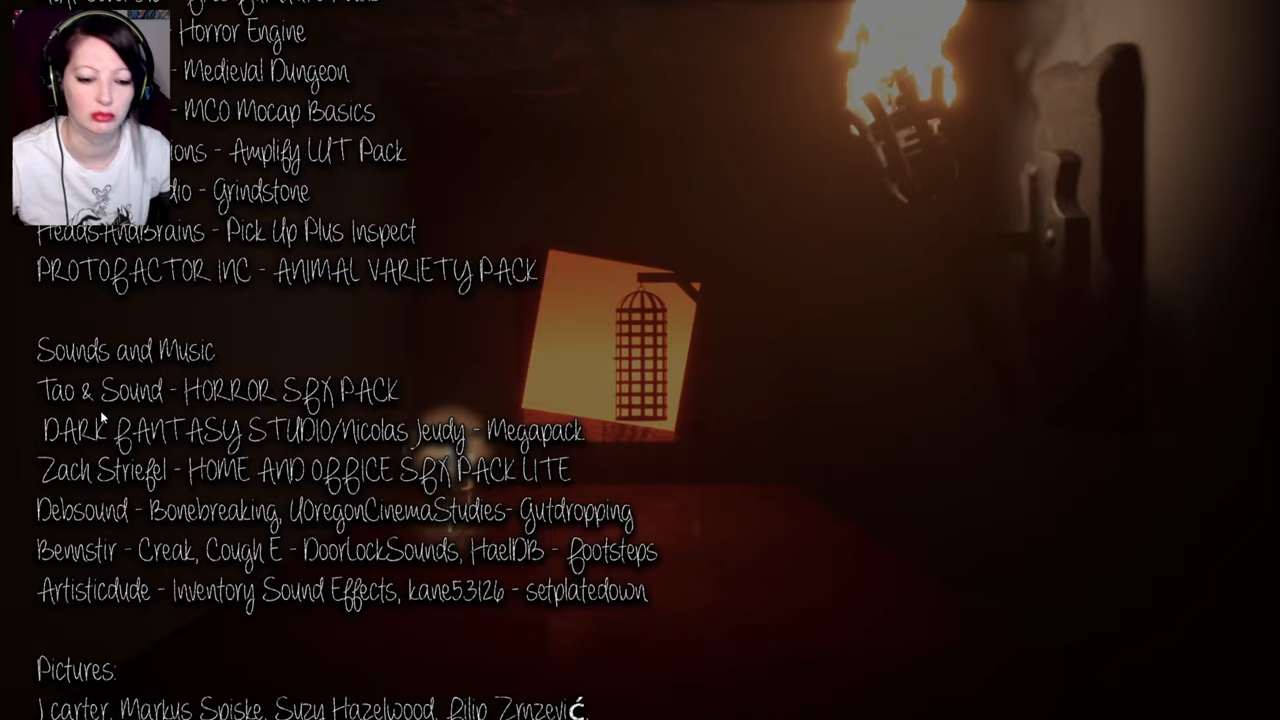 Horror Engine
- Medieval Dungeon
- MCO Mocap Basics
ions - Amplify LUT Pack
dio - Grindstone
HeadsAndBrains - Pick Up Plus Inspect
PROTOFACTOR INC - ANIMAL VARIETY PACK
Sounds and Music
Tao & Sound - HORROR SFX PACK
DARK FANTASY STUDIO/Nicolas Jeudy - Megapack
Zach Striefel - HOME AND OFFICE SFX PACK LITE
Debsound - Bonebreaking, UOregonCinemaStudies- Gutdropping
Bennstir - Creak, Cough E - DoorLockSounds, HaelDB - Footsteps
Artisticdude - Inventory Sound Effects, kane53126 - setplatedown
Pictures:
J carter, Markus Spiske, Suzy Hazelwood, Filip Zrnzević,